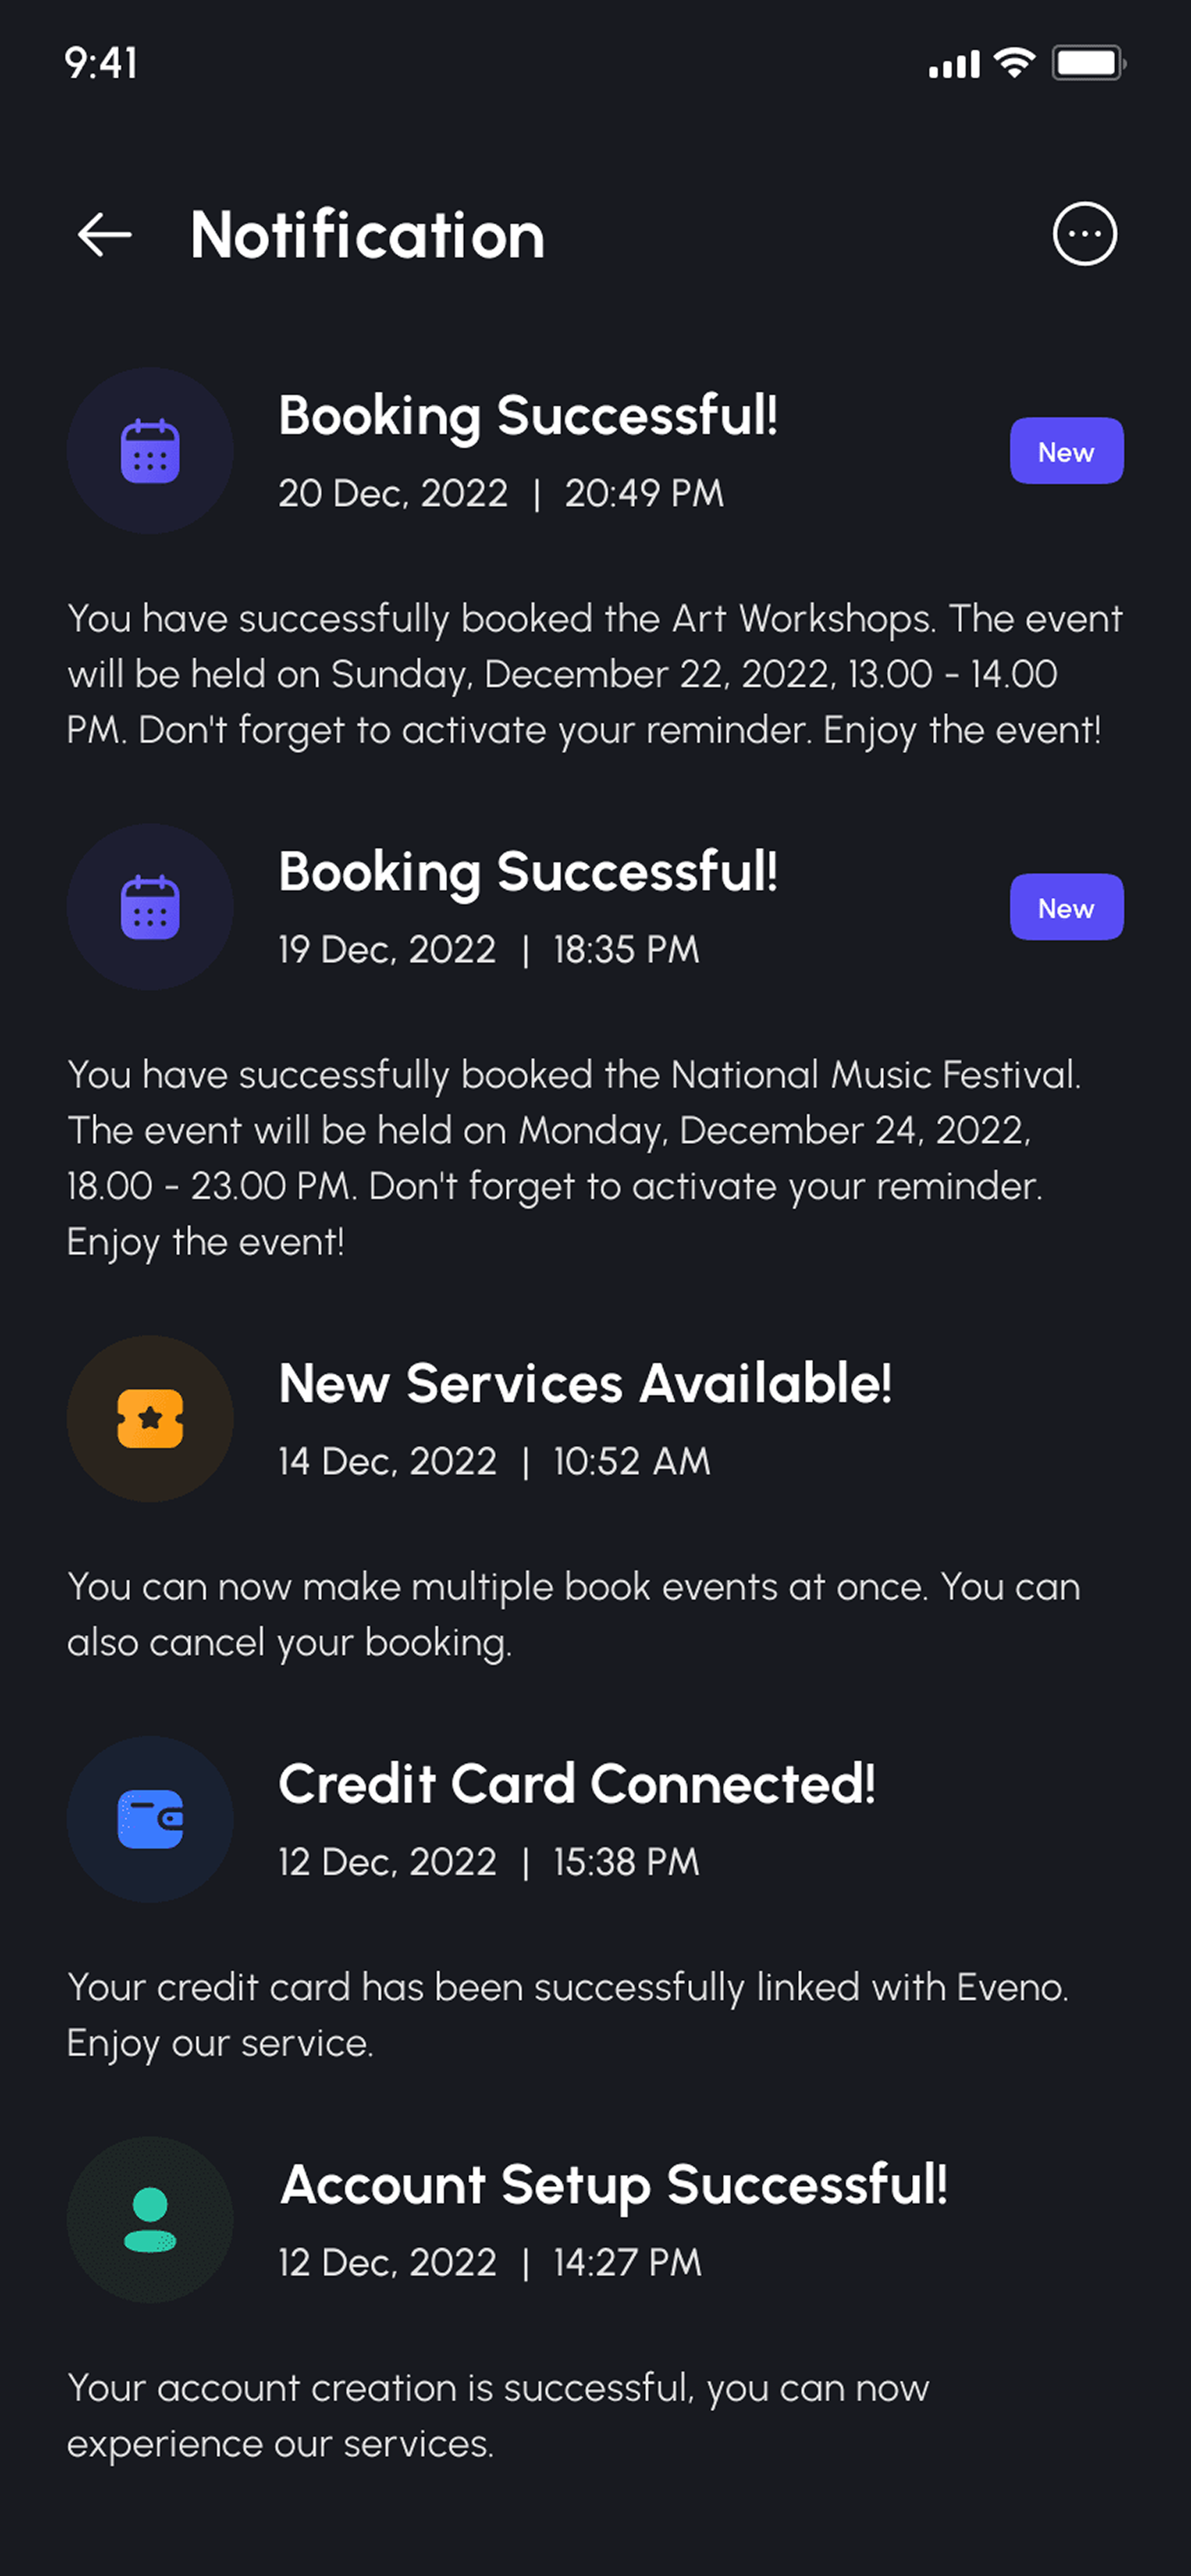 9:41
Notification
Booking Successful!
20 Dec, 2022 | 20:49 PM
New
You have successfully booked the Art Workshops. The event
will be held on Sunday, December 22, 2022, 13.00 - 14.00
PM. Don't forget to activate your reminder. Enjoy the event!
Booking Successful!
19 Dec, 2022 | 18:35 PM
New
You have successfully booked the National Music Festival.
The event will be held on Monday, December 24, 2022,
18.00 - 23.00 PM. Don't forget to activate your reminder.
Enjoy the event!
New Services Available!
14 Dec, 2022 | 10:52 AM
You can now make multiple book events at once. You can
also cancel your booking.
Credit Card Connected!
12 Dec, 2022 | 15:38 PM
Your credit card has been successfully linked with Eveno.
Enjoy our service.
Account Setup Successful!
12 Dec, 2022 | 14:27 PM
Your account creation is successful, you can now
experience our services.